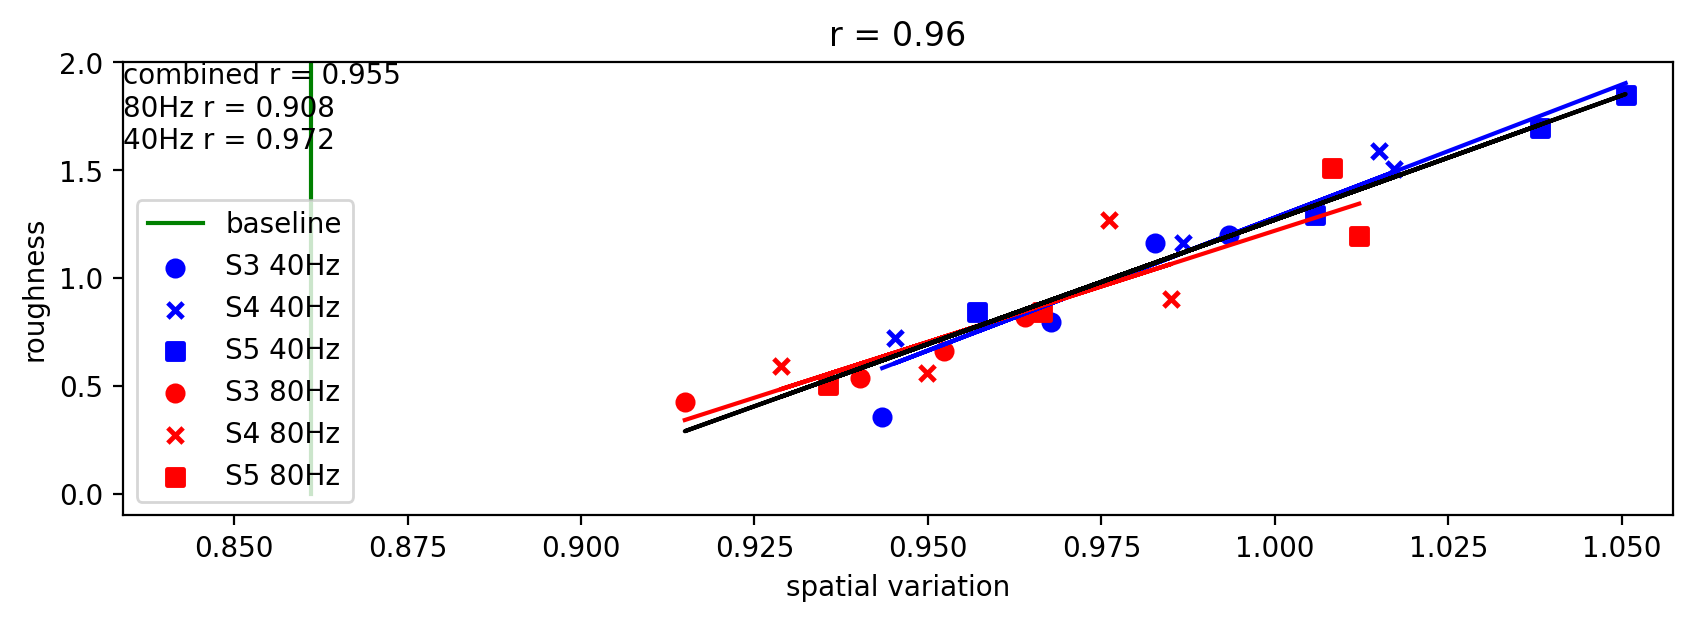 r = 0.96
combined r = 0.955
80Hz r = 0.908
40Hz r = 0.972
2.0
1.5
1.0
0.5
0.0
roughness
baseline
S3 40Hz
S4 40Hz
S5 40Hz
S3 80Hz
S4 80Hz
S5 80Hz
0.850 0.875 0.900 0.925 0.950 0.975 1.000 1.025 1.050
spatial variation